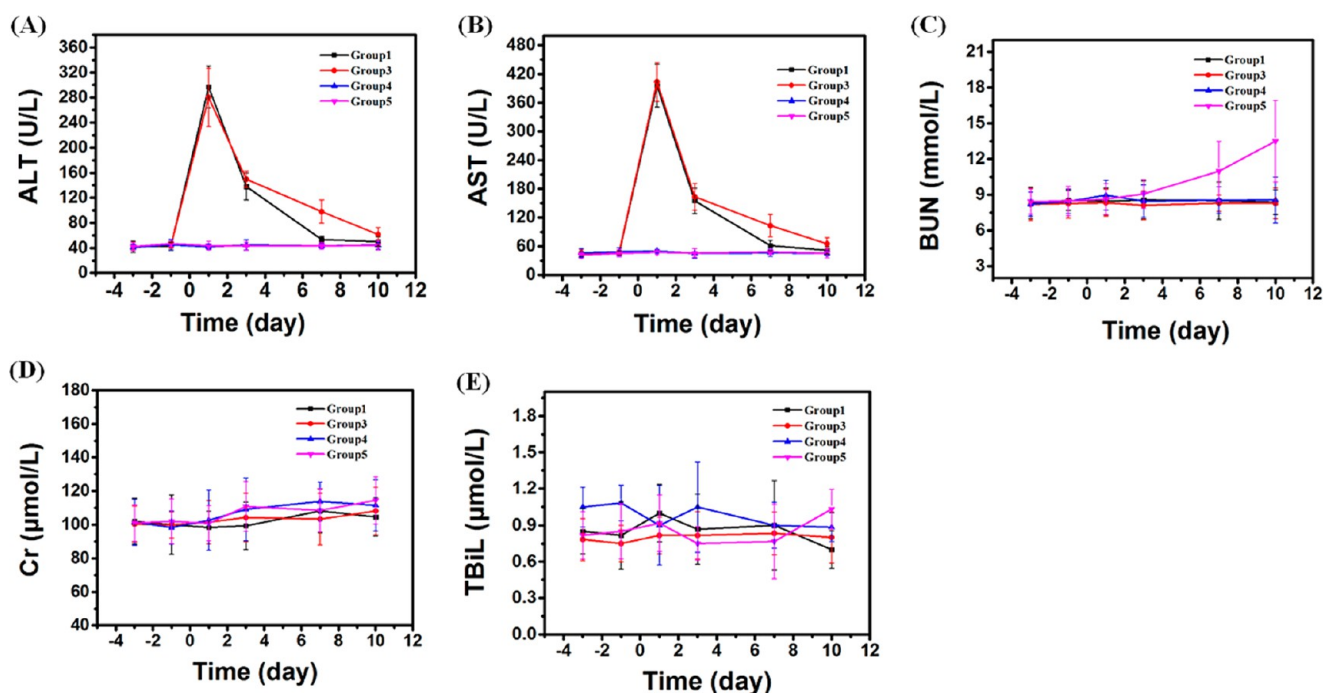 (A)
ALT (U/L)
360
320
280
240
200
160
120
80
40
0
-4 -2 0 2 4 6 8 10 12
Time (day)
Group1
Group3
Group4
Group5
(B)
AST (U/L)
480
420
360
300
240
180
120
60
0
-4 -2 0 2 4 6 8 10 12
Time (day)
Group1
Group3
Group4
Group5
(C)
BUN (mmol/L)
21
18
15
12
9
6
3
-4 -2 0 2 4 6 8 10 12
Time (day)
Group1
Group3
Group4
Group5
(D)
Cr (μmol/L)
180
160
140
120
100
80
60
40
-4 -2 0 2 4 6 8 10 12
Time (day)
Group1
Group3
Group4
Group5
(E)
TBiL (μmol/L)
1.8
1.5
1.2
0.9
0.6
0.3
0.0
-4 -2 0 2 4 6 8 10 12
Time (day)
Group1
Group3
Group4
Group5